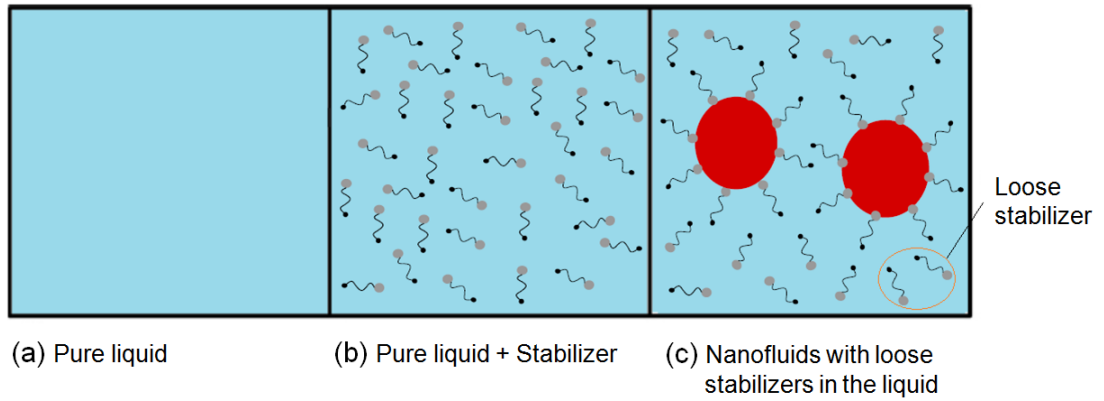 Loose
stabilizer
(a) Pure liquid
(b) Pure liquid + Stabilizer
(c) Nanofluids with loose
stabilizers in the liquid